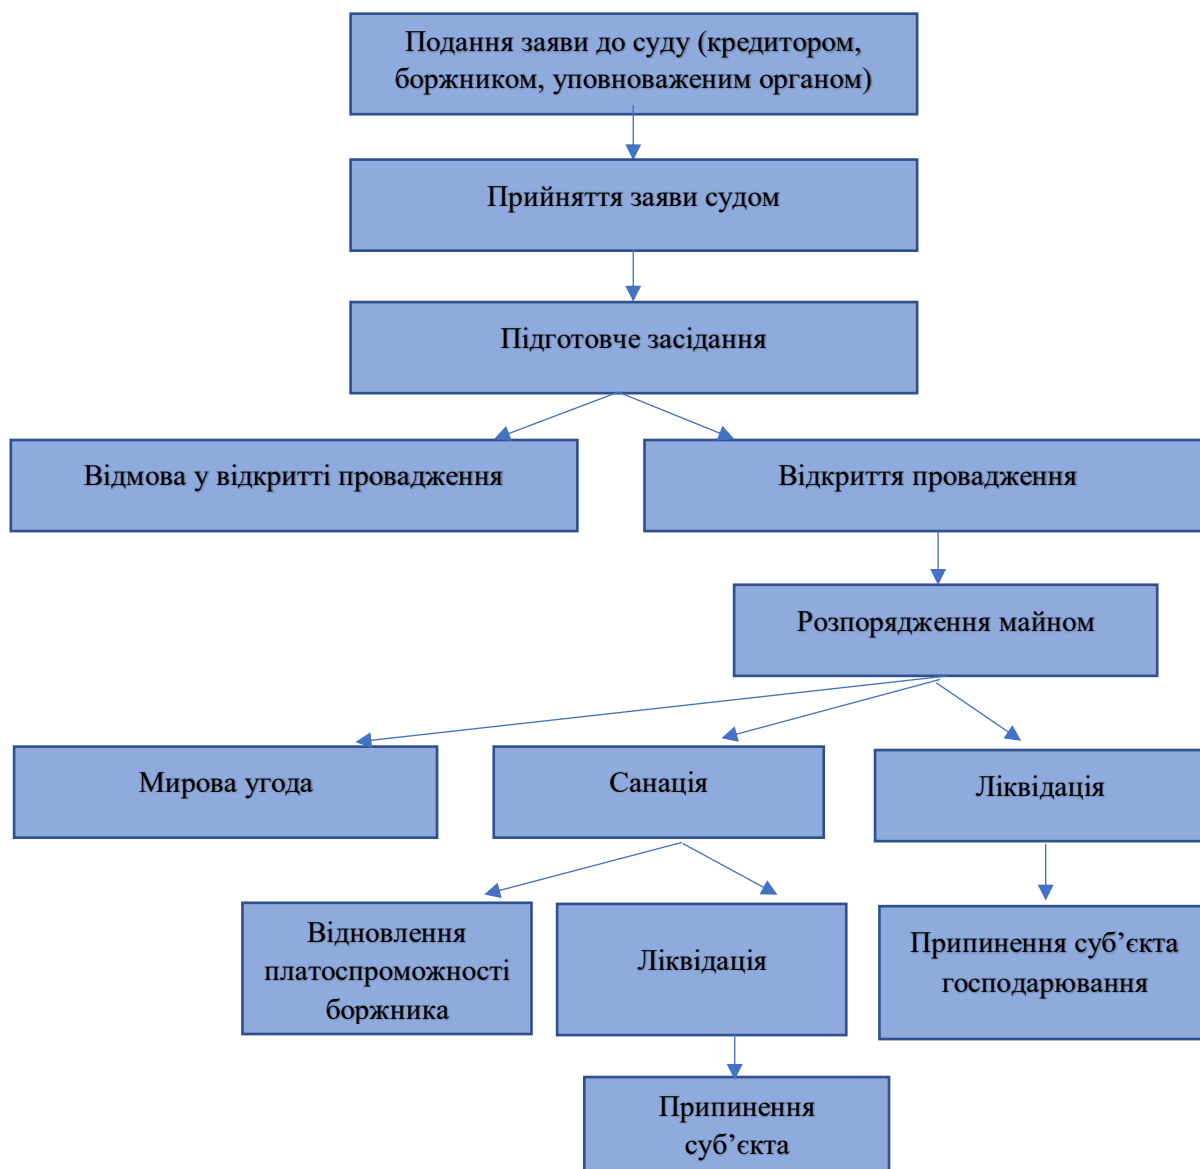 Подання заяви до суду (кредитором,
боржником, уповноваженим органом)
Прийняття заяви судом
Підготовче засідання
Відмова у відкритті провадження
Відкриття провадження
Розпорядження майном
Мирова угода
Санація
Ліквідація
Відновлення
платоспроможності
боржника
Ліквідація
Припинення суб’єкта
господарювання
Припинення
суб’єкта